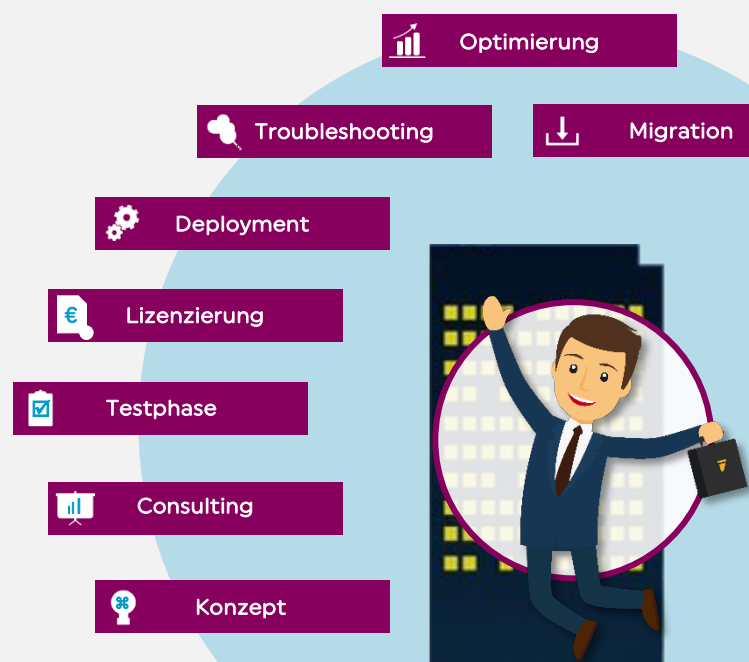 Optimierung
Troubleshooting
Migration
Deployment
€
Lizenzierung
Testphase
Consulting
⌘
Konzept